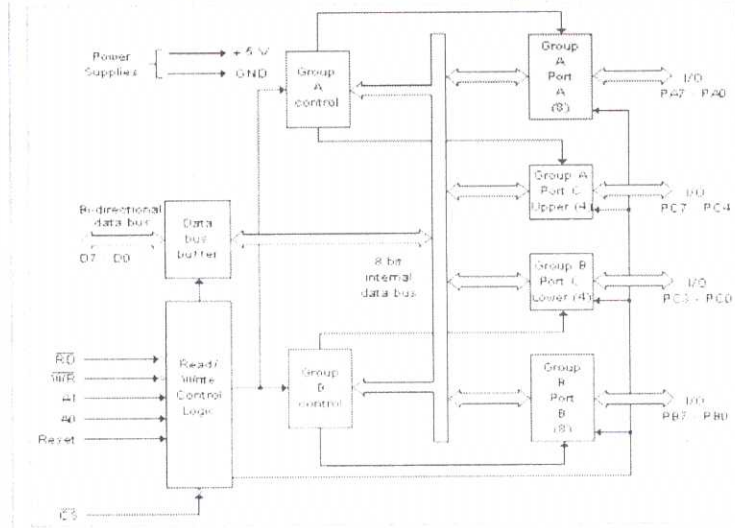 Power
Supplies
+5 V
GND
Group
A
control
Group
A
Port
A
(8)
I/O
PA7 - PA0
Group A
Port C
Upper (4)
I/O
PC7 - PC4
Bi-directional
data bus
D7 D0
Data
bus
buffer
8 bit
internal
data bus
Group B
Port C
Lower (4)
I/O
PC3 - PC0
RD
WR
A1
A0
Reset
CS
Read/
Write
Control
Logic
Group
B
control
Group
B
Port
B
(8)
I/O
PB7 - PB0